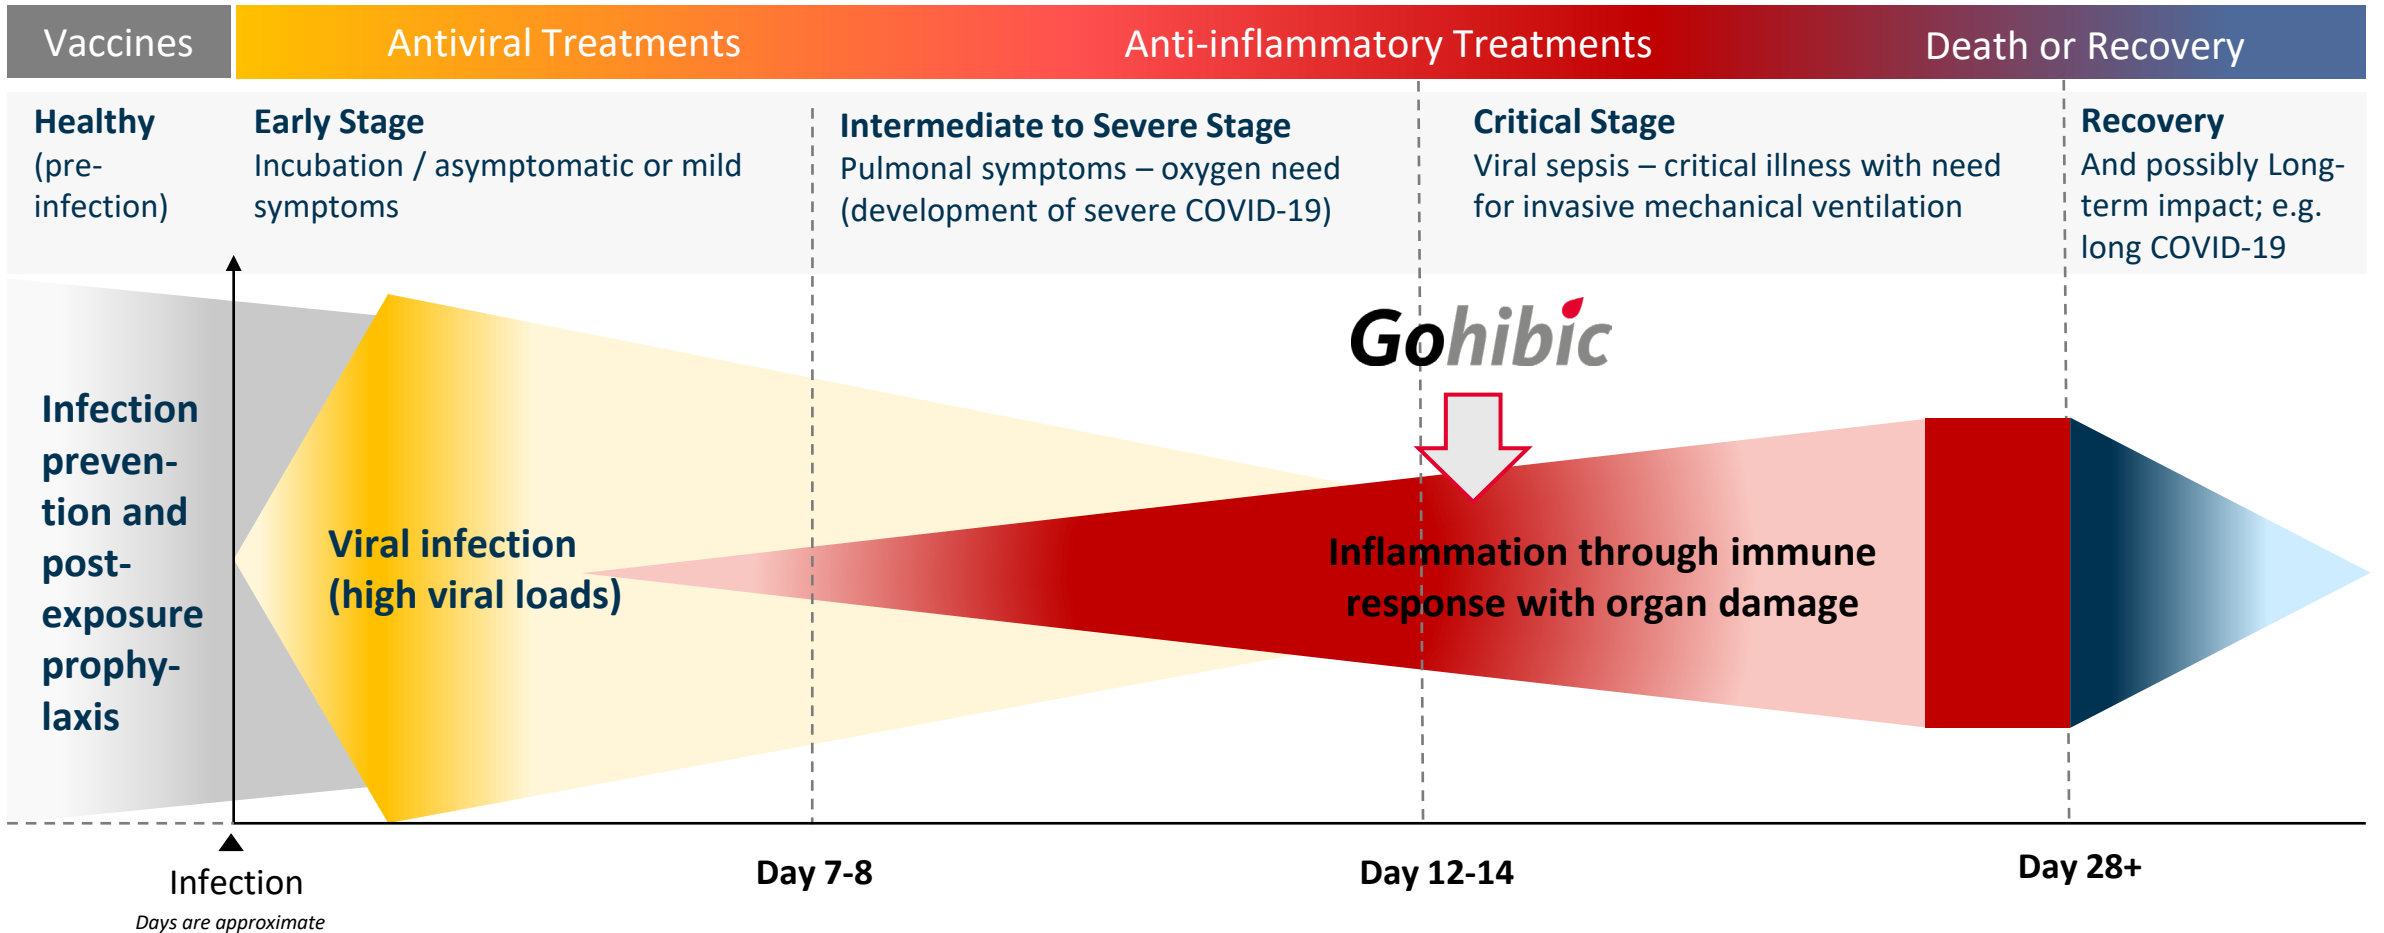 Vaccines
Antiviral Treatments
Anti-inflammatory Treatments
Death or Recovery
Healthy
(pre-
infection)
Early Stage
Incubation / asymptomatic or mild
symptoms
Intermediate to Severe Stage
Pulmonal symptoms – oxygen need
(development of severe COVID-19)
Critical Stage
Viral sepsis – critical illness with need
for invasive mechanical ventilation
Recovery
And possibly Long-
term impact; e.g.
long COVID-19
Gohibic
Infection
preven-
tion and
post-
exposure
prophy-
laxis
Viral infection
(high viral loads)
Inflammation through immune
response with organ damage
Infection
Days are approximate
Day 7-8
Day 12-14
Day 28+